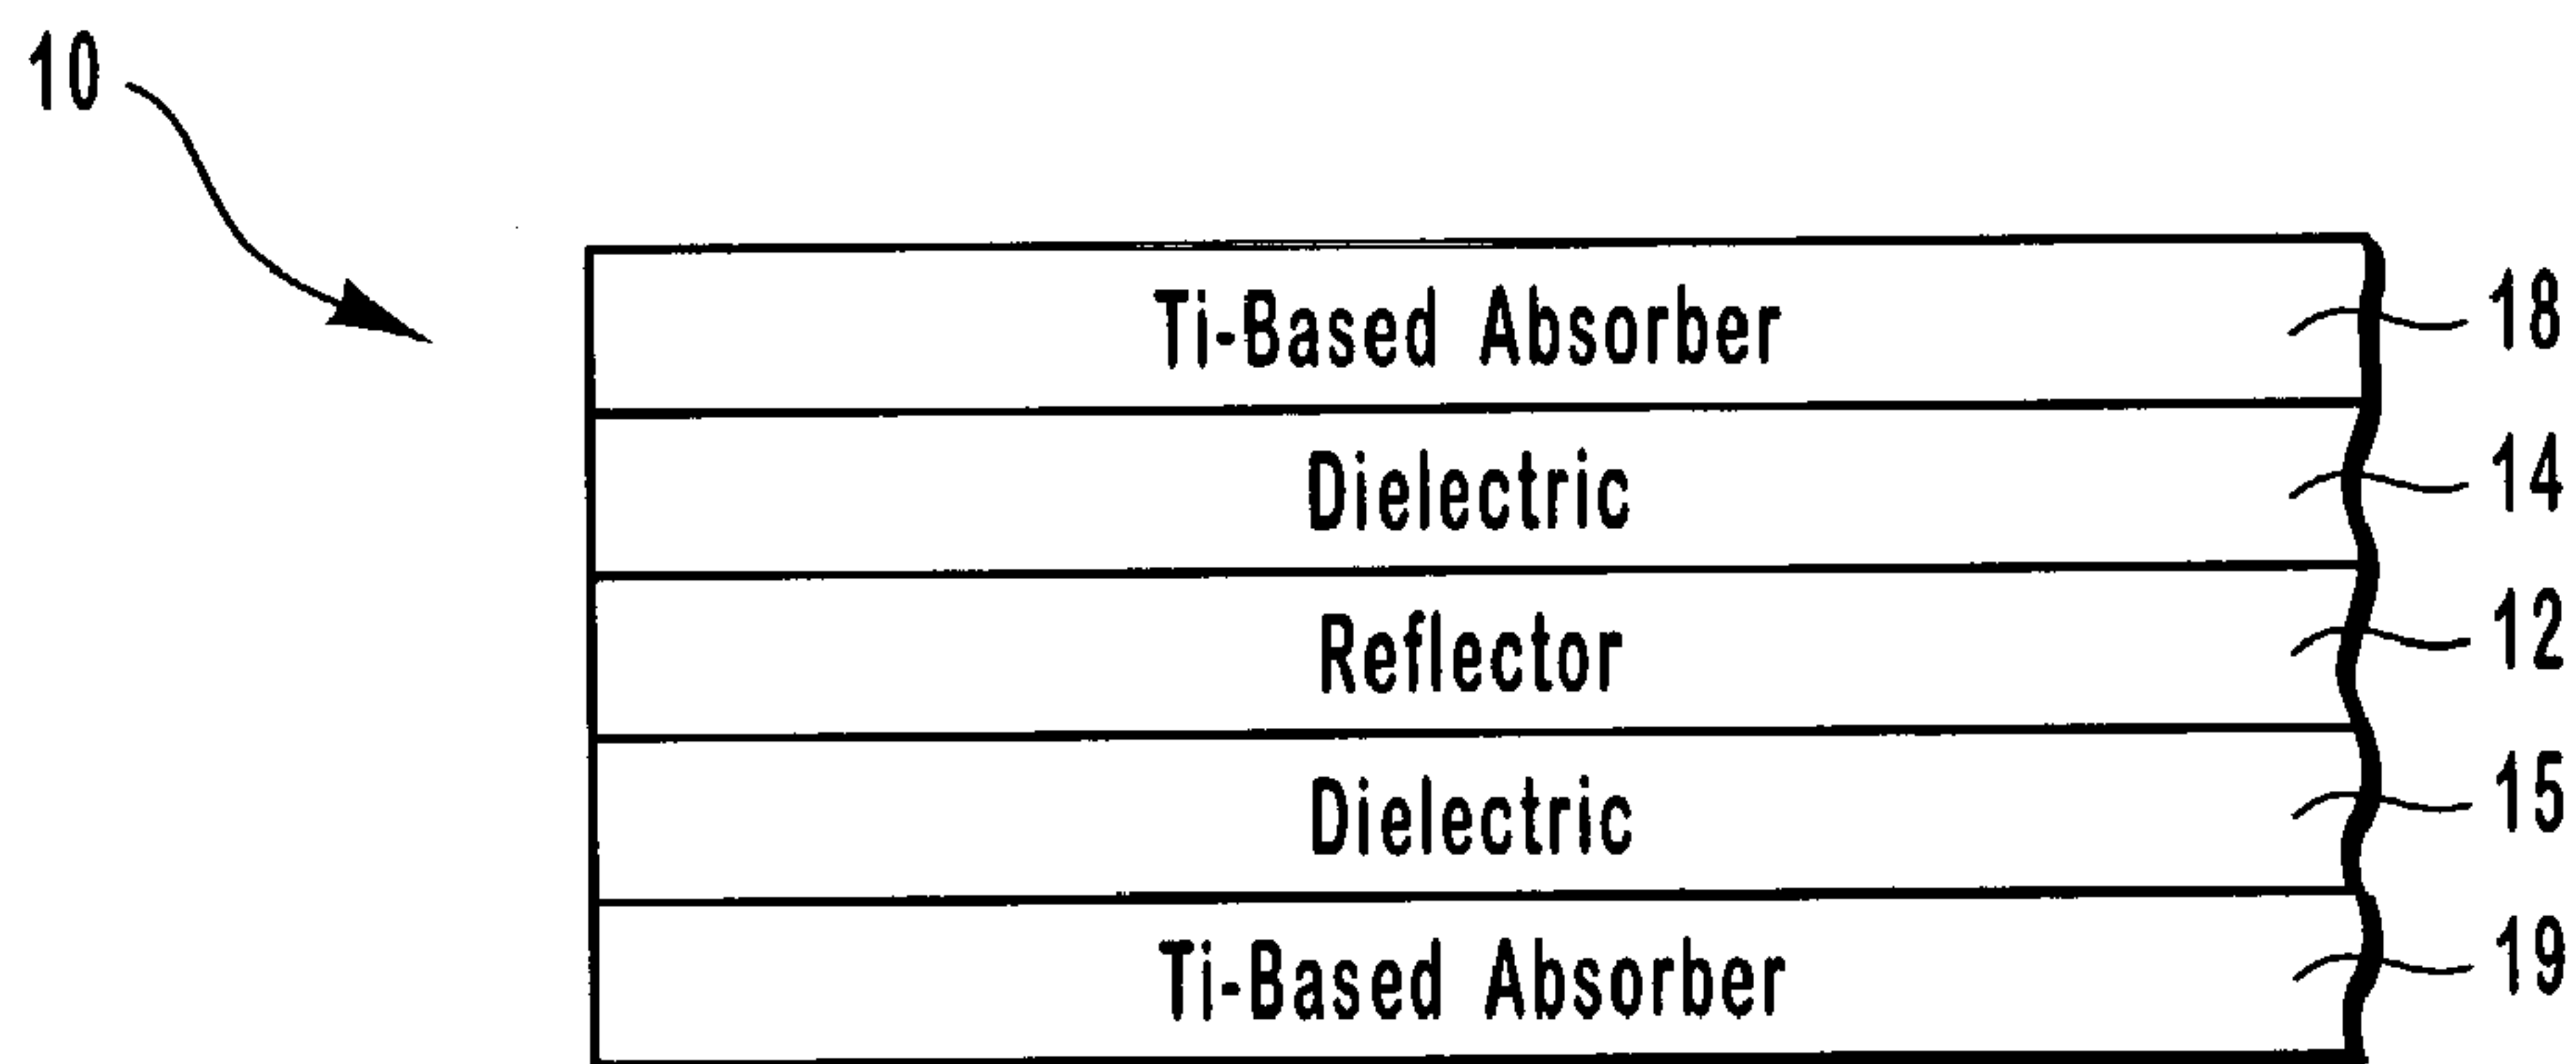 10
Ti-Based Absorber 18
Dielectric 14
Reflector 12
Dielectric 15
Ti-Based Absorber 19